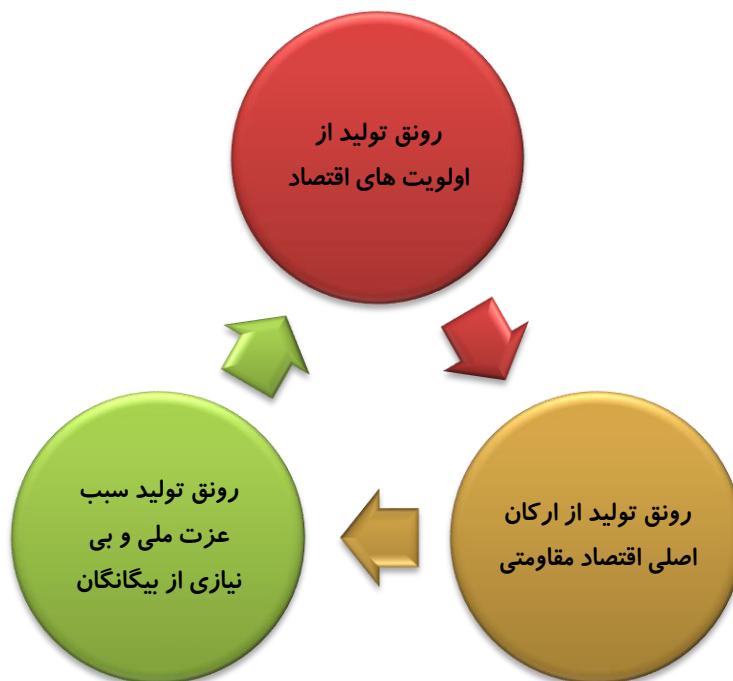 رونق تولید از
اولویت های اقتصاد
رونق تولید از ارکان
اصلی اقتصاد مقاومتی
رونق تولید سبب
عزت ملی و بی
نیازی از بیگانگان